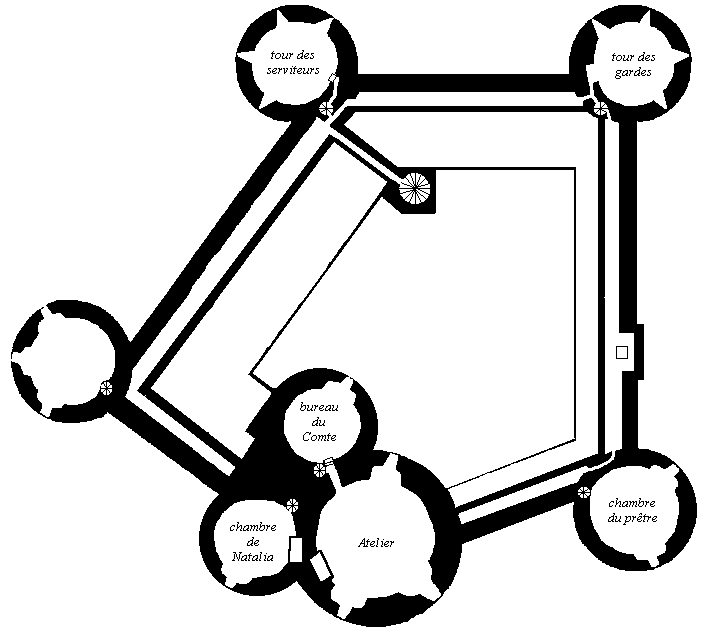 tour des
serviteurs
tour des
gardes
bureau
du
Comte
chambre
du prêtre
chambre
de
Natalia
Atelier